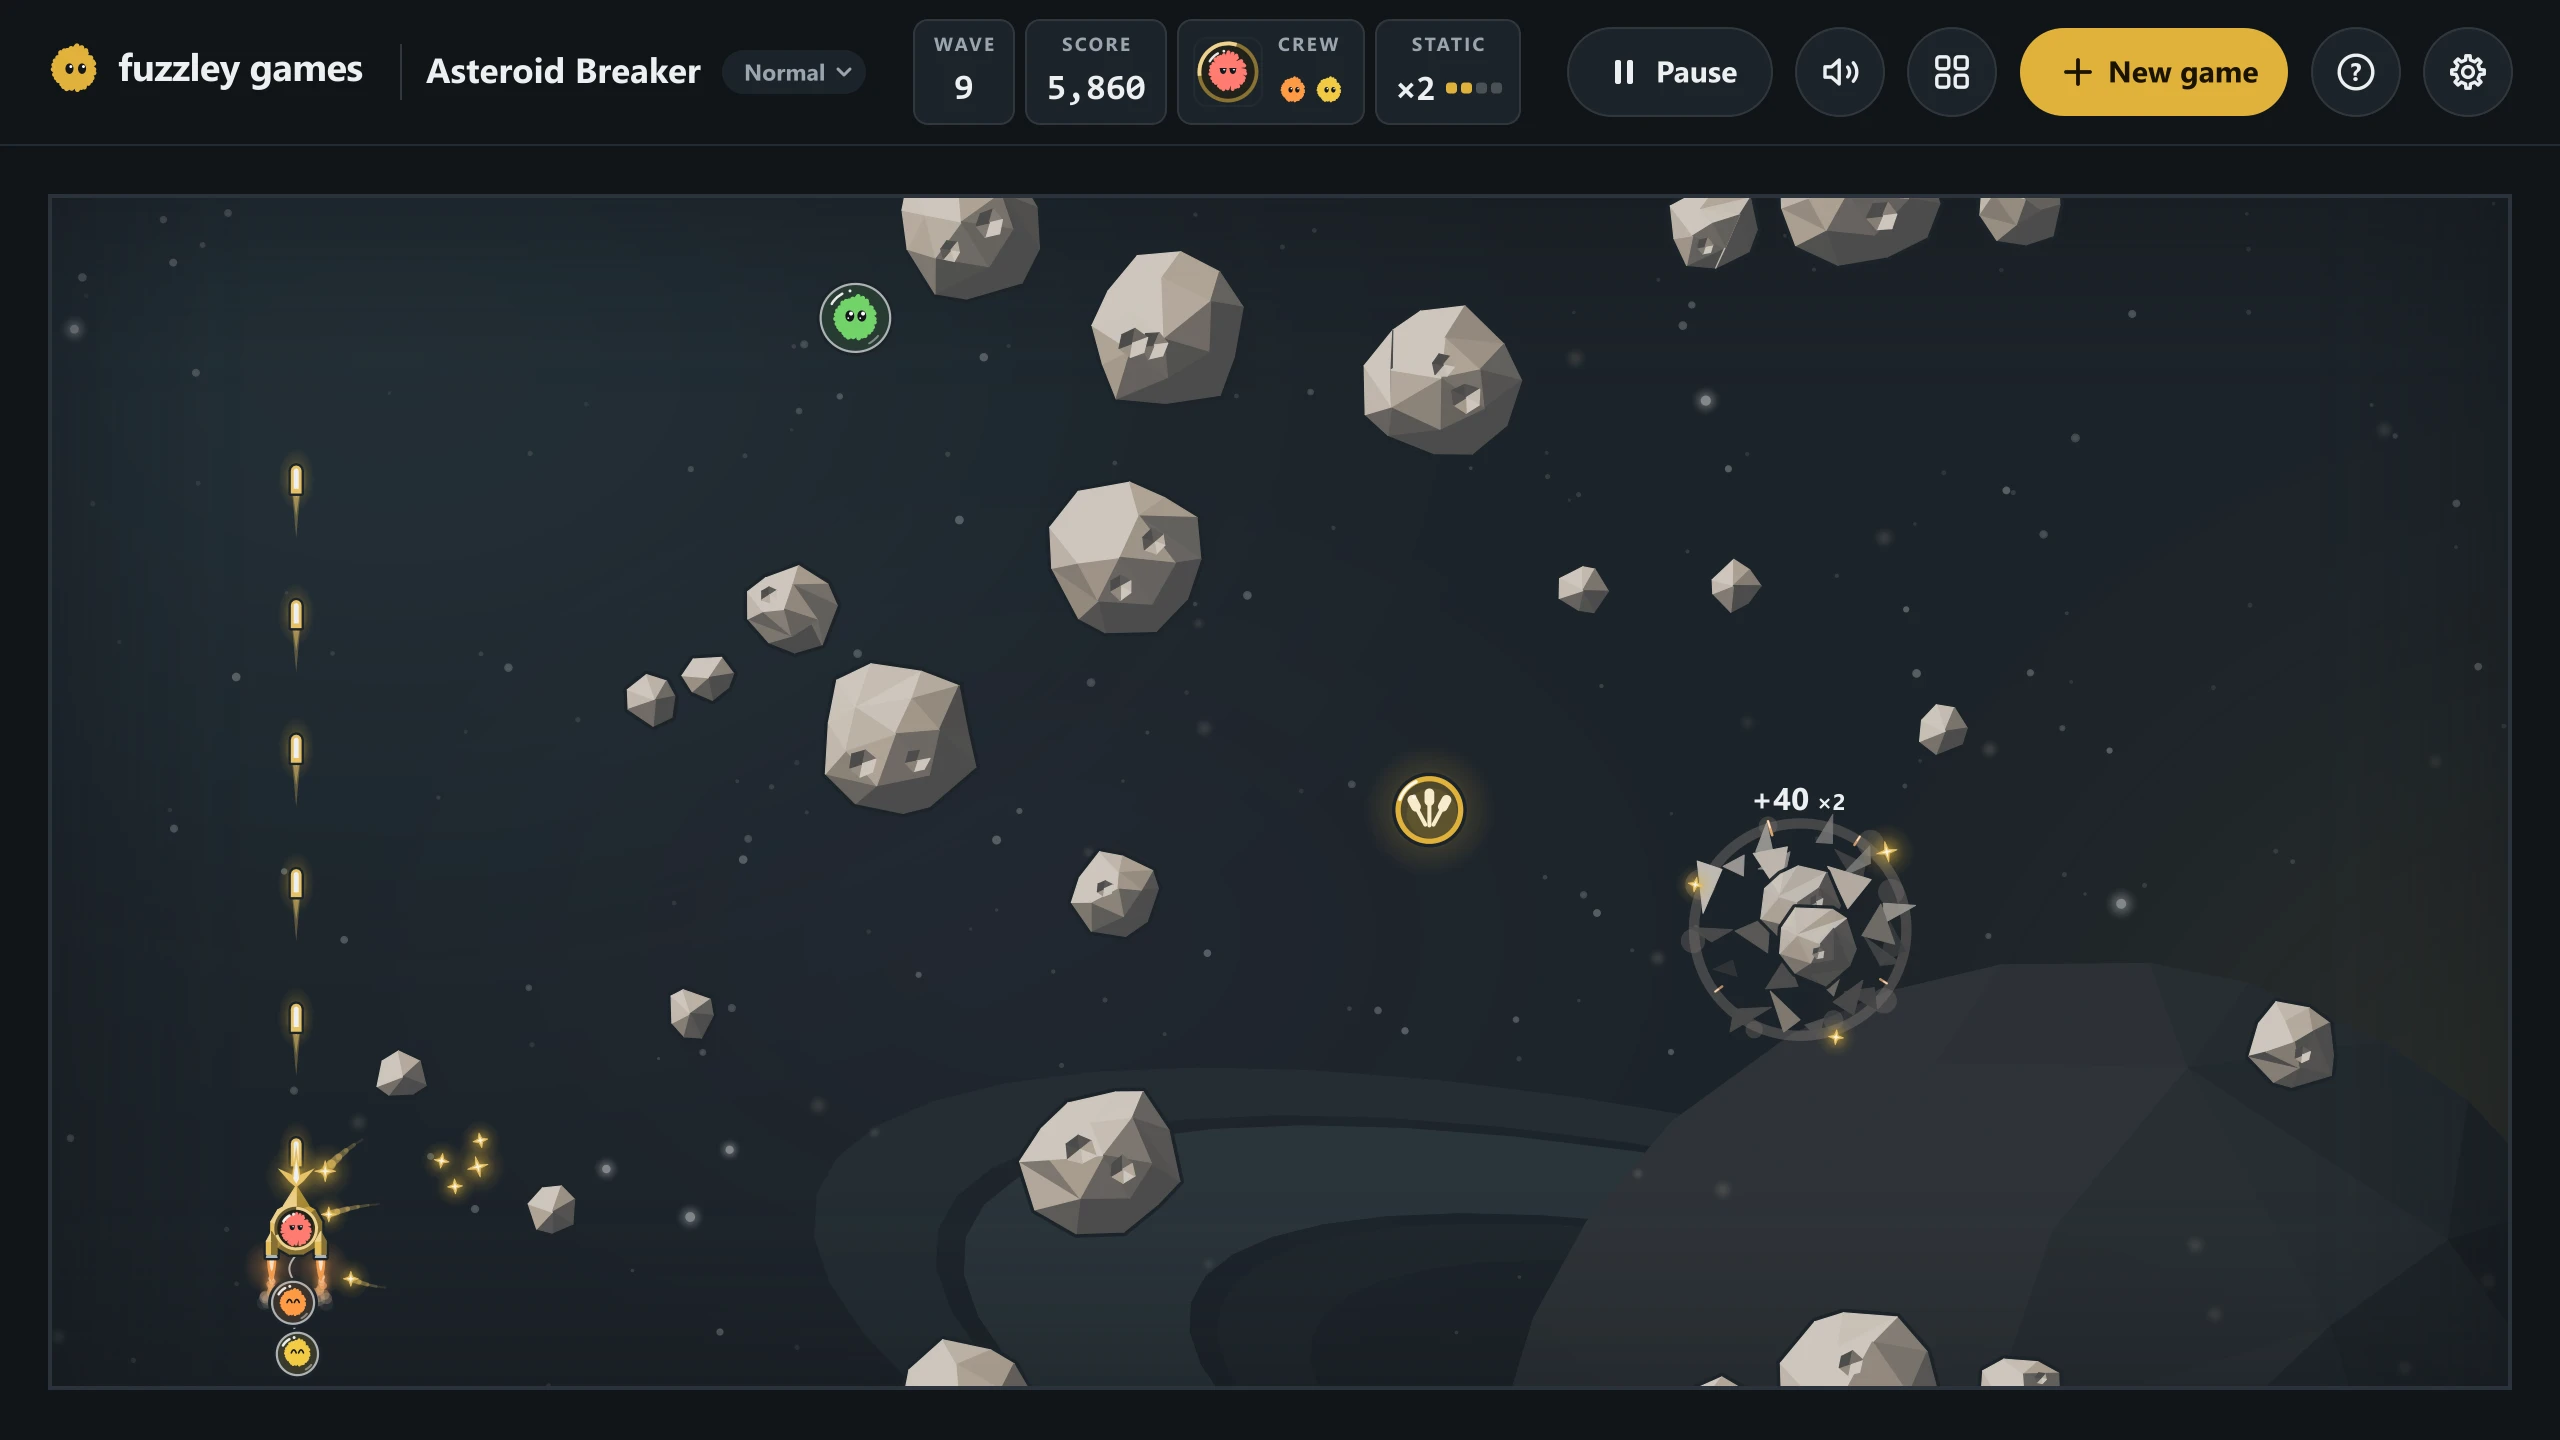 fuzzley games
Asteroid Breaker
Normal
WAVE
9
SCORE
5,860
CREW
STATIC
×2
Pause
New game
?
+40 ×2